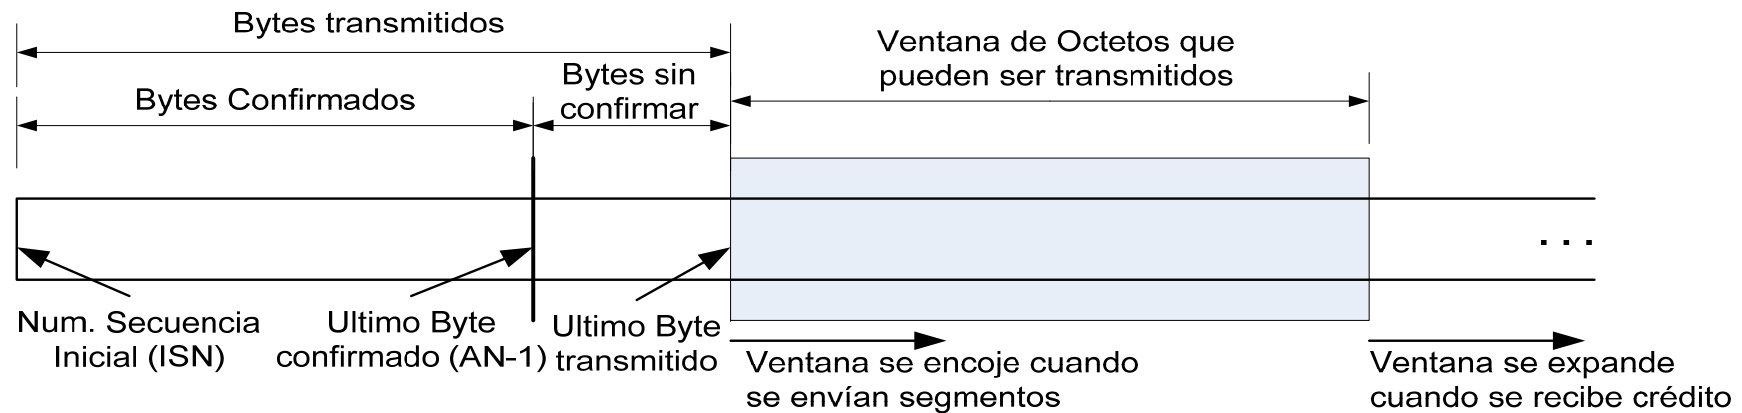 Bytes transmitidos
Ventana de Octetos que
pueden ser transmitidos
Bytes sin
confirmar
Bytes Confirmados
. . .
Num. Secuencia
Inicial (ISN)
Ultimo Byte
confirmado (AN-1)
Ultimo Byte
transmitido
Ventana se encoje cuando
se envían segmentos
Ventana se expande
cuando se recibe crédito